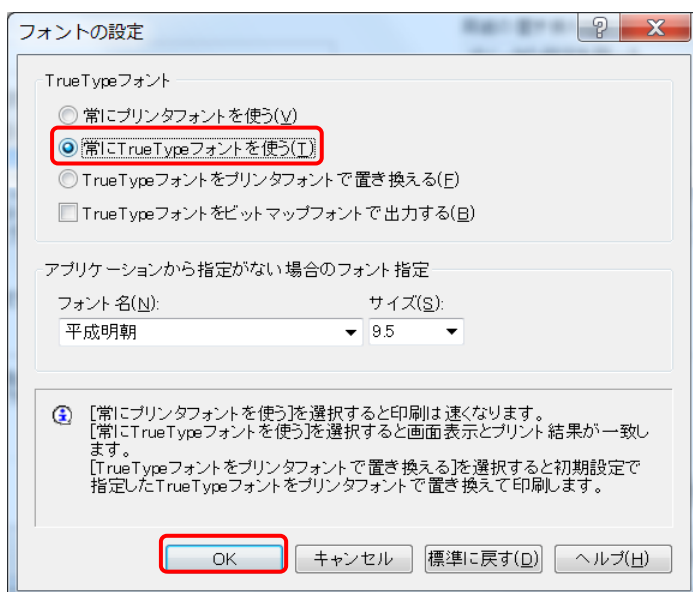 フォントの設定
TrueTypeフォント
常にプリンタフォントを使う(V)
常にTrueTypeフォントを使う(T)
TrueTypeフォントをプリンタフォントで置き換える(F)
TrueTypeフォントをビットマップフォントで出力する(B)
アプリケーションから指定がない場合のフォント指定
フォント名(N): サイズ(S):
平成明朝 9.5
[常にプリンタフォントを使う]を選択すると印刷は速くなります。
[常にTrueTypeフォントを使う]を選択すると画面表示とプリント結果が一致し
ます。
[TrueTypeフォントをプリンタフォントで置き換える]を選択すると初期設定で
指定したTrueTypeフォントをプリンタフォントで置き換えて印刷します。
OK キャンセル 標準に戻す(D) ヘルプ(H)